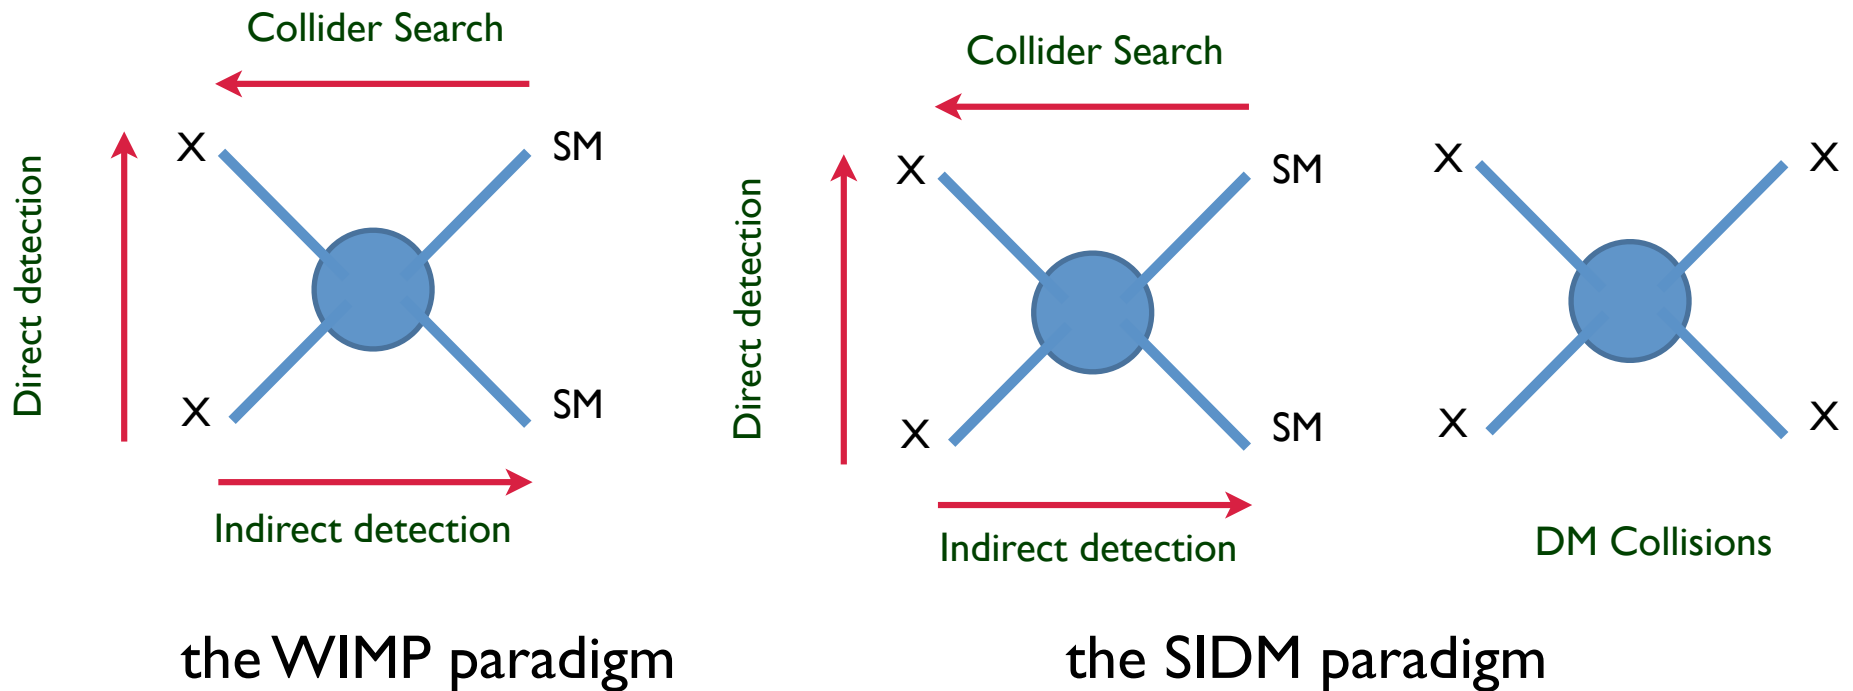 Collider Search
Direct detection
X
SM
X
SM
Indirect detection
the WIMP paradigm
Collider Search
Direct detection
X
SM
X
SM
Indirect detection
X
X
X
X
DM Collisions
the SIDM paradigm